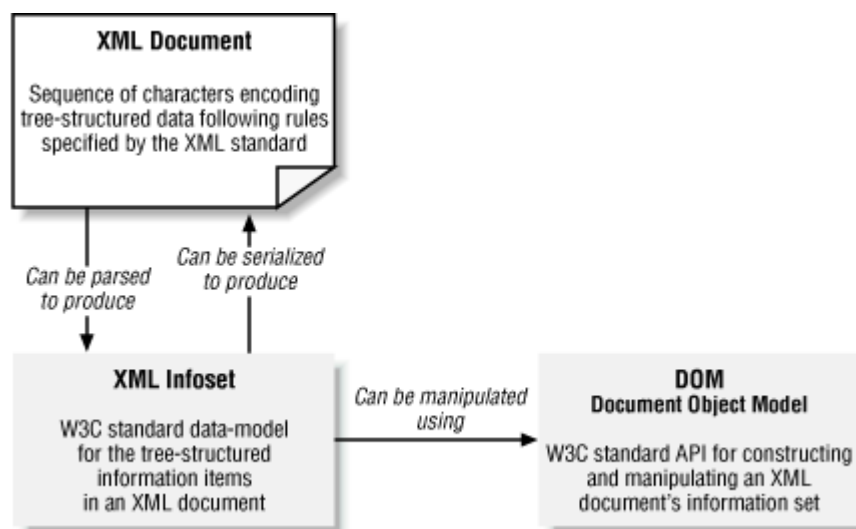 XML Document
Sequence of characters encoding
tree-structured data following rules
specified by the XML standard
Can be parsed
to produce
Can be serialized
to produce
XML Infoset
W3C standard data-model
for the tree-structured
information items
in an XML document
Can be manipulated
using
DOM
Document Object Model
W3C standard API for constructing
and manipulating an XML
document's information set